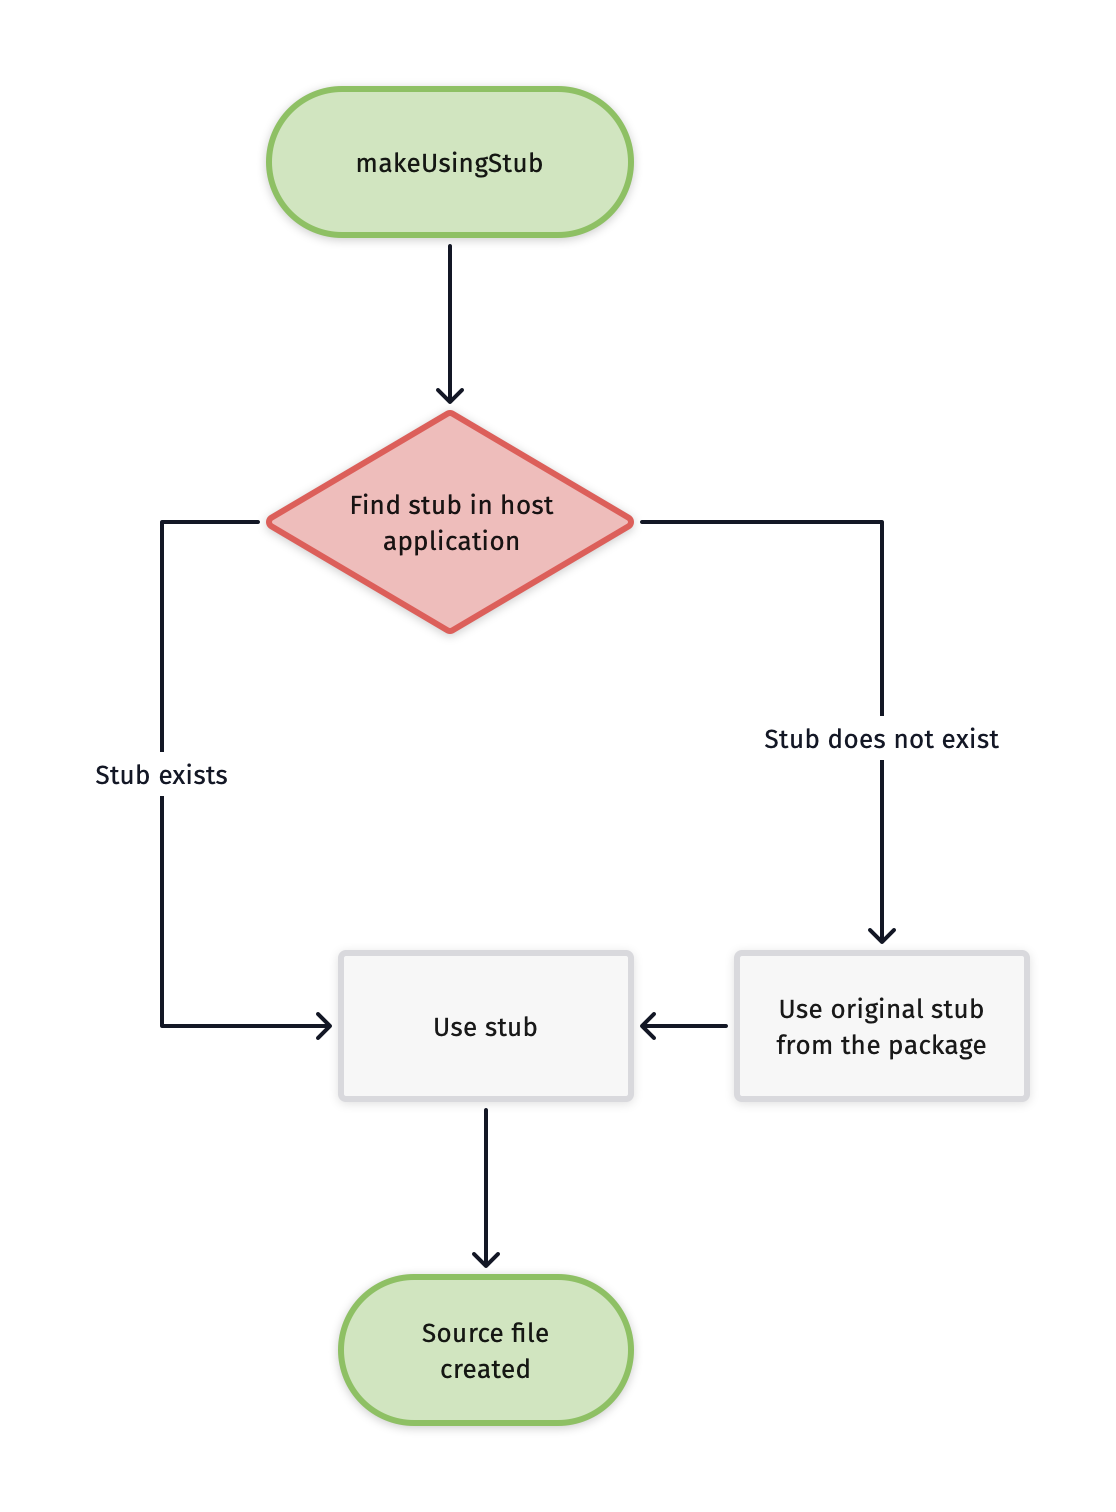 makeUsingStub
Find stub in host
application
Stub does not exist
Stub exists
Use stub
Use original stub
from the package
Source file
created